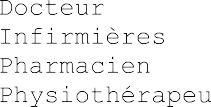 Docteur
Infirmières
Pharmacien
Physiothérapeu